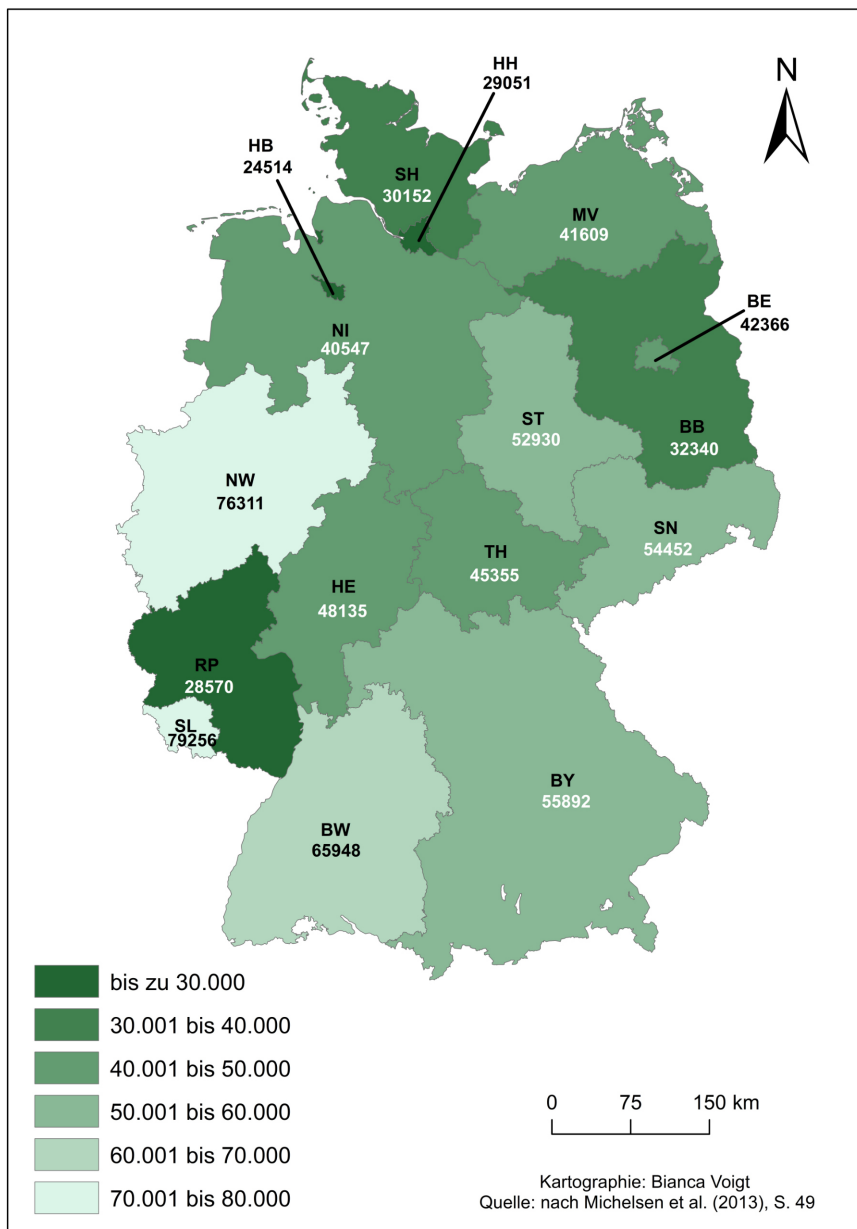 HH
29051
N
HB
24514
SH
30152
MV
41609
BE
42366
NI
40547
ST
52930
BB
32340
NW
76311
SN
54452
TH
45355
HE
48135
RP
28570
SL
79256
BY
55892
BW
65948
bis zu 30.000
30.001 bis 40.000
40.001 bis 50.000
50.001 bis 60.000
60.001 bis 70.000
70.001 bis 80.000
0 75 150 km
Kartographie: Bianca Voigt
Quelle: nach Michelsen et al. (2013), S. 49